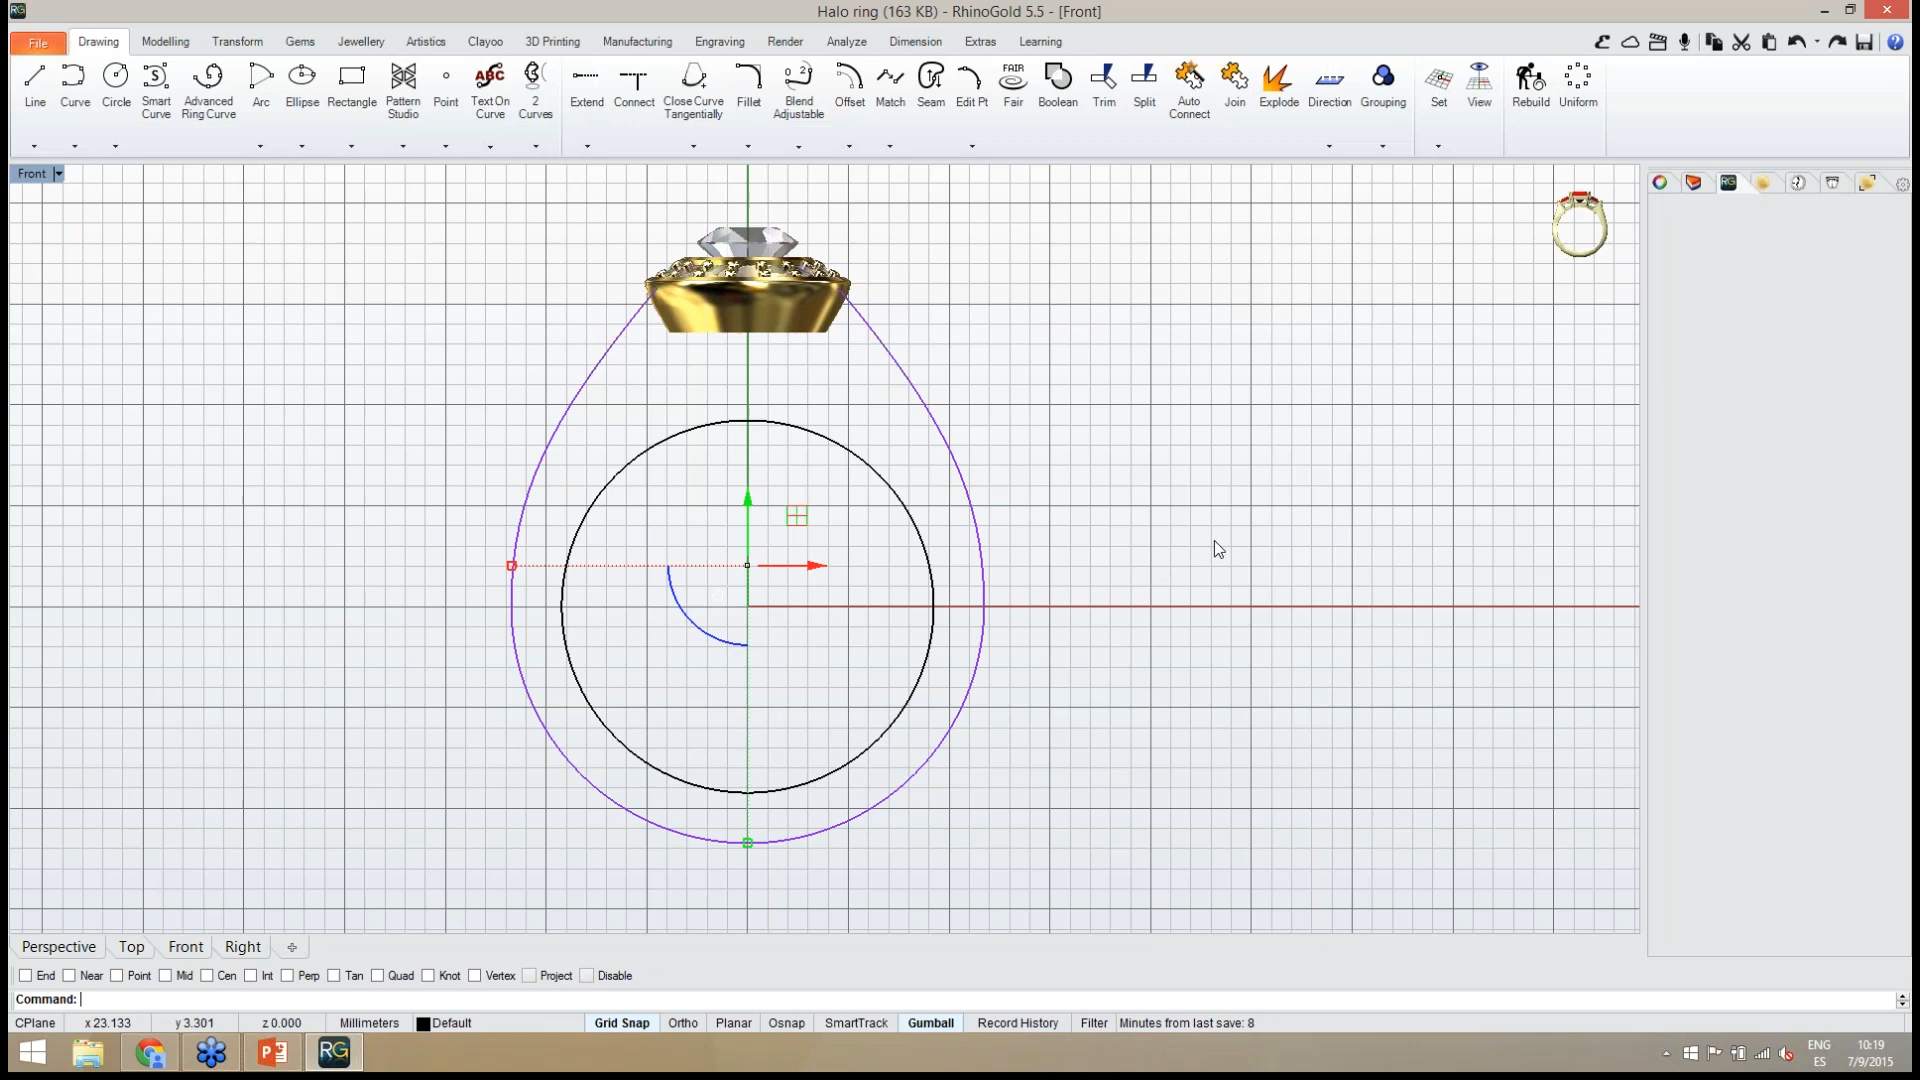 RG
Halo ring (163 KB) - RhinoGold 5.5 - [Front]
File Drawing Modelling Transform Gems Jewellery Artistics Clayoo 3D Printing Manufacturing Engraving Render Analyze Dimension Extras Learning
Line Curve Circle Smart Curve Advanced Ring Curve Arc Ellipse Rectangle Pattern Studio Point Text On Curve 2 Curves Extend Connect Close Curve Tangentially Fillet Blend Adjustable Offset Match Seam Edit Pt Fair Boolean Trim Split Auto Connect Join Explode Direction Grouping Set View Rebuild Uniform
Front
Perspective Top Front Right
End Near Point Mid Cen Int Perp Tan Quad Knot Vertex Project Disable
Command:
CPlane x 23.133 y 3.301 z 0.000 Millimeters Default Grid Snap Ortho Planar Osnap SmartTrack Gumball Record History Filter Minutes from last save: 8
RG
ENG 10:19
ES 7/9/2015